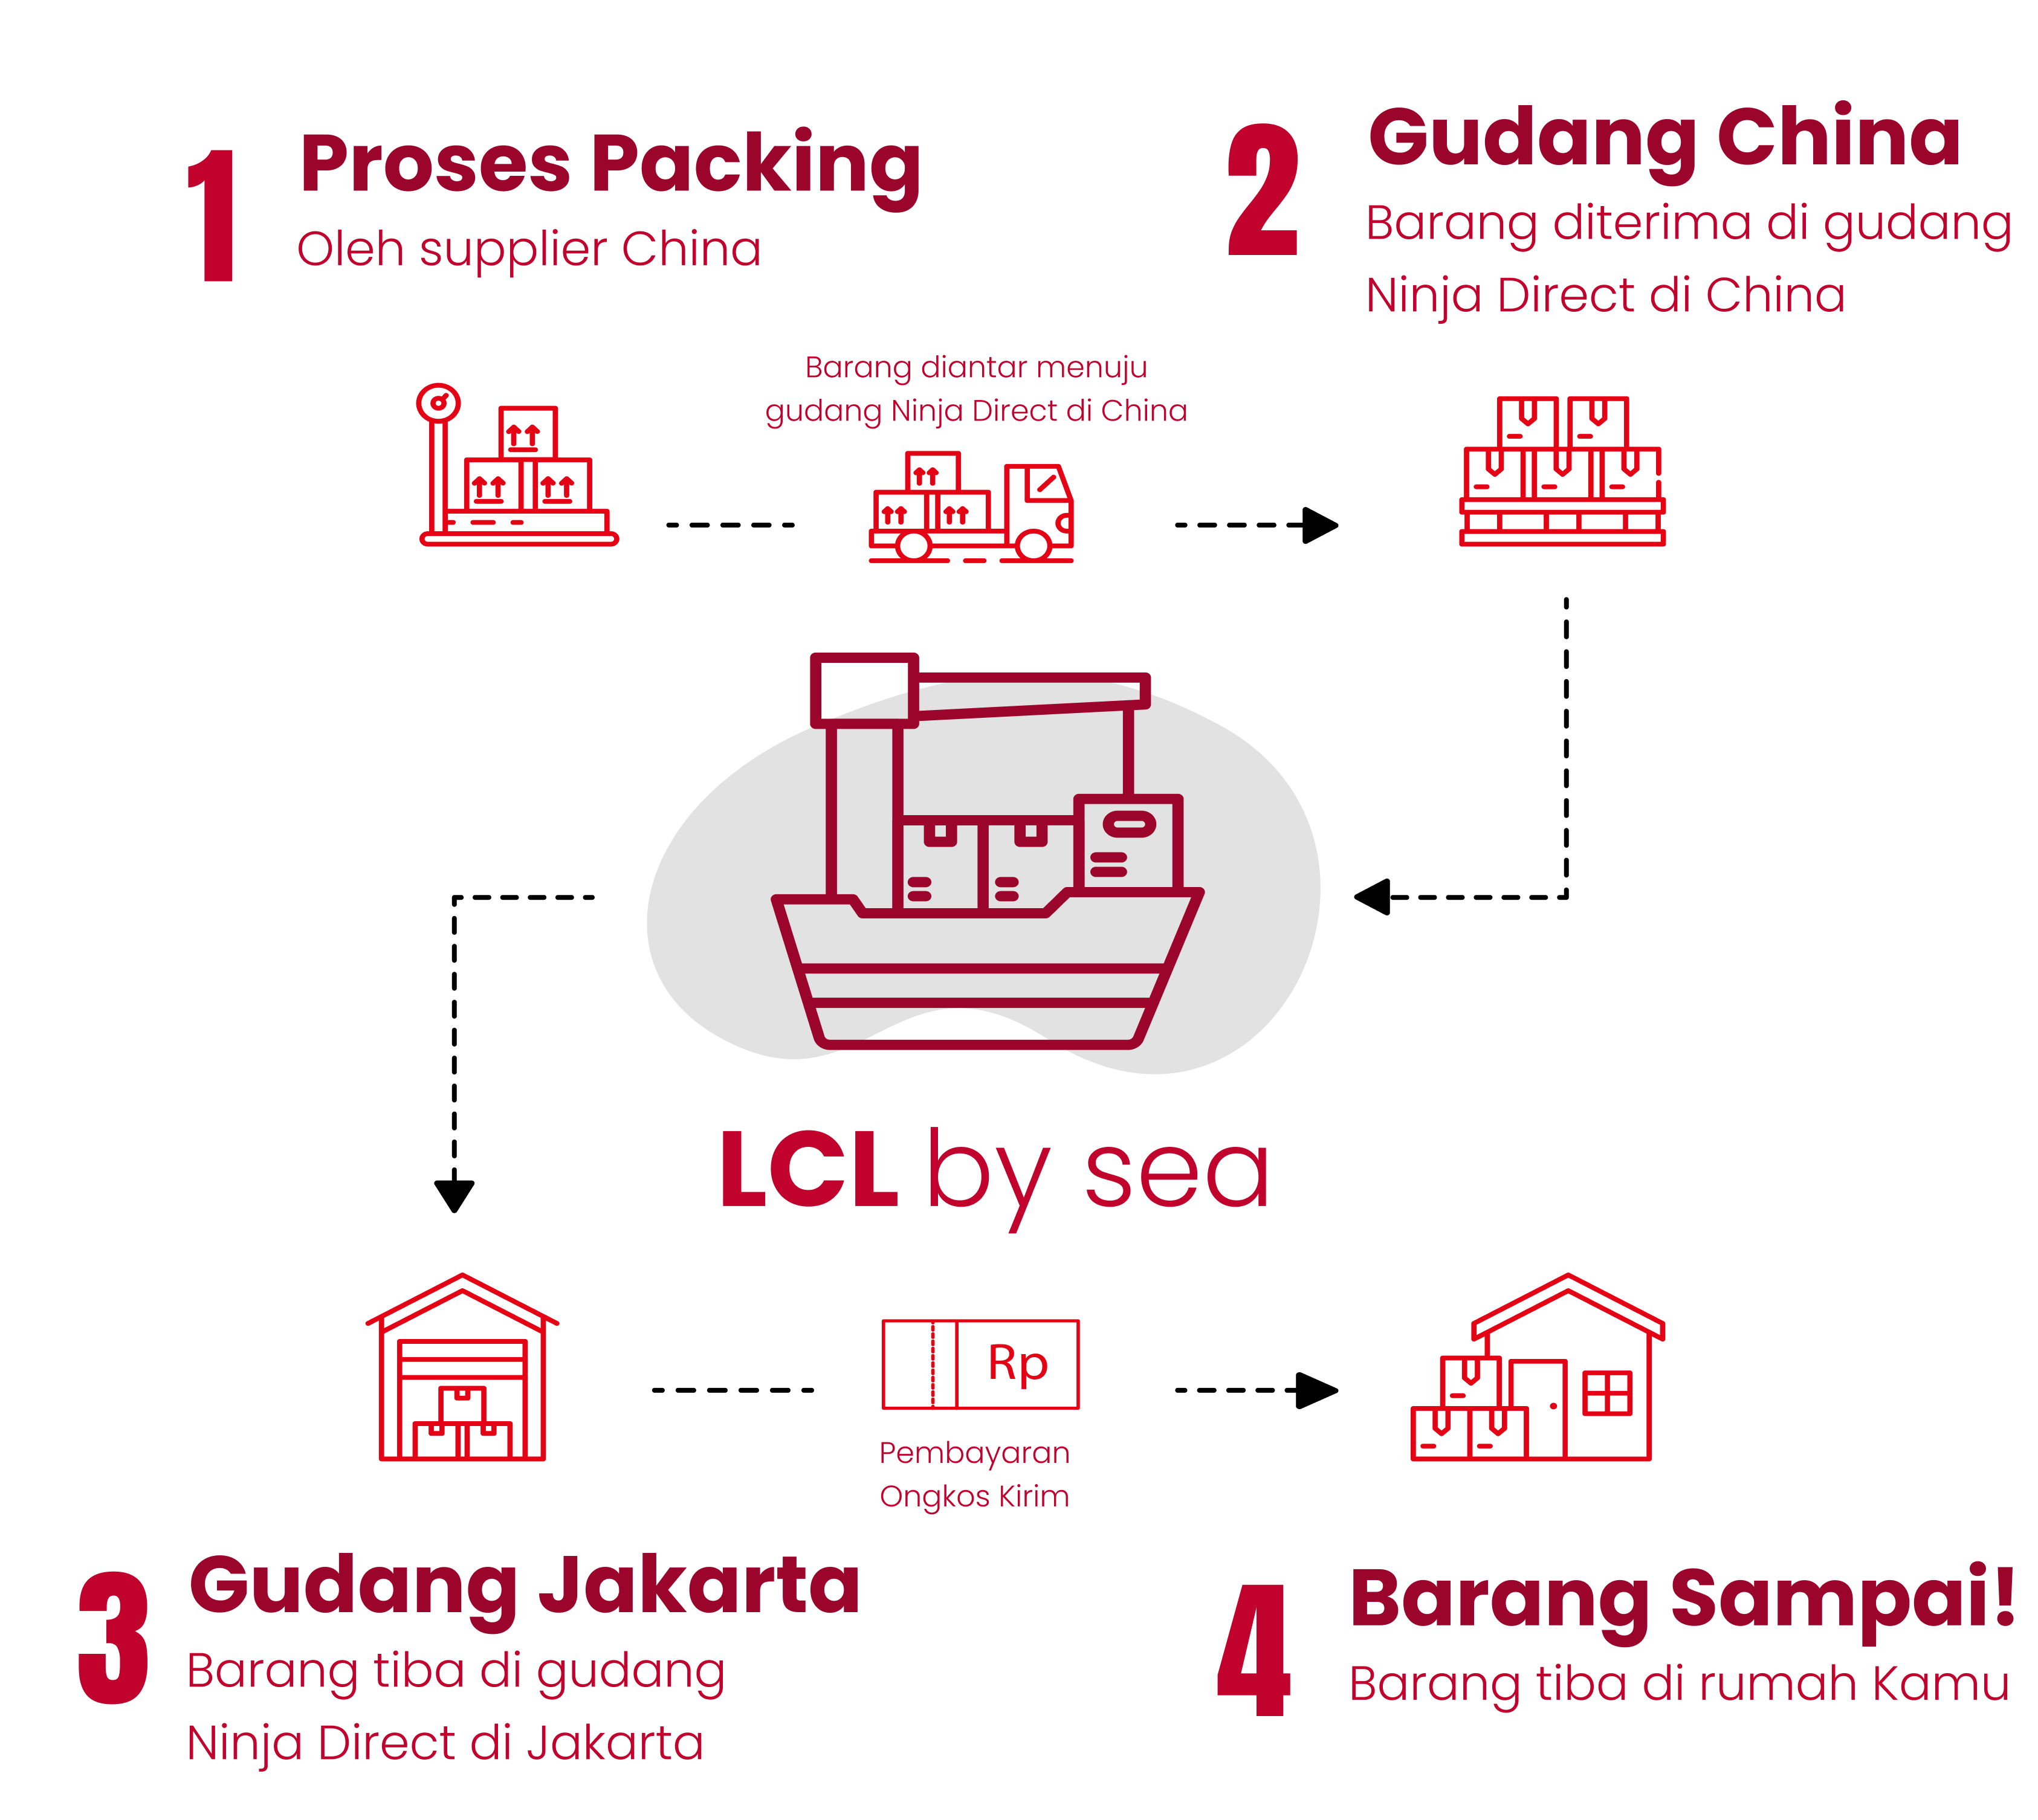 1
Proses Packing
Oleh supplier China
2
Gudang China
Barang diterima di gudang
Ninja Direct di China
Barang diantar menuju
gudang Ninja Direct di China
LCL by sea
Rp
Pembayaran
Ongkos Kirim
3
Gudang Jakarta
Barang tiba di gudang
Ninja Direct di Jakarta
4
Barang Sampai!
Barang tiba di rumah Kamu